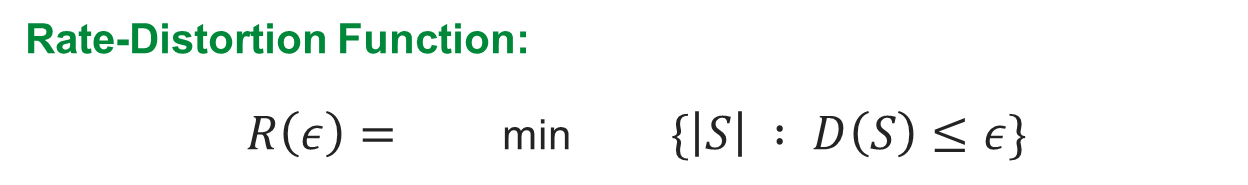 Rate-Distortion Function:
R(ϵ) = min {|S| : D(S) ≤ ϵ}